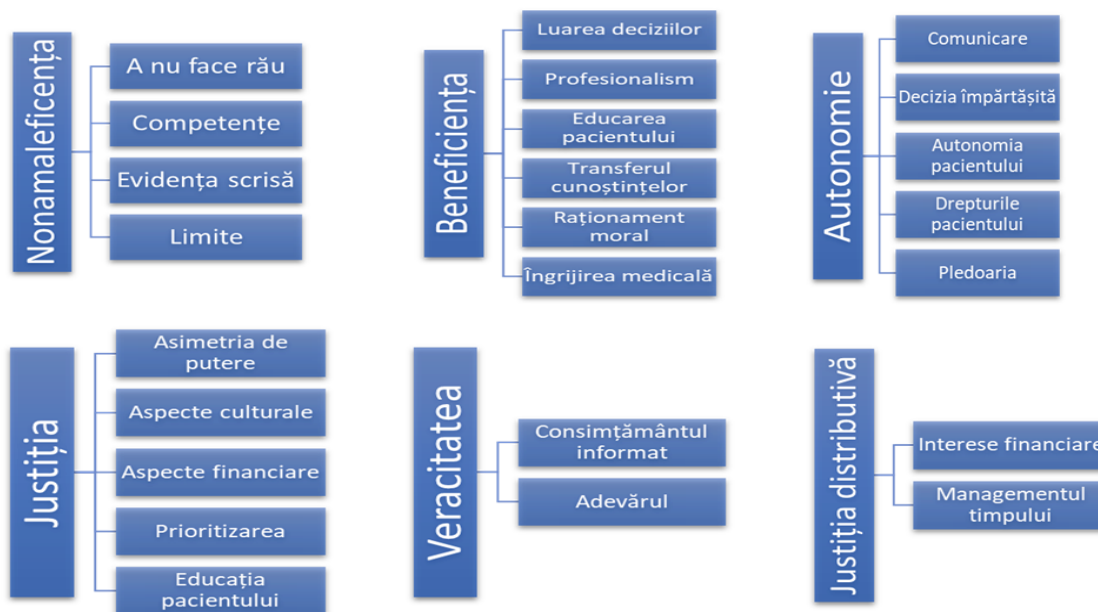 Nonamaleficența
A nu face rău
Competențe
Evidența scrisă
Limite
Beneficiența
Luarea deciziilor
Profesionalism
Educarea
pacientului
Transferul
cunoștințelor
Raționament
moral
Îngrijirea medicală
Autonomie
Comunicare
Decizia împărtășită
Autonomia
pacientului
Drepturile
pacientului
Pledoaria
Justiția
Asimetria de
putere
Aspecte culturale
Aspecte financiare
Prioritizarea
Educația
pacientului
Veracitatea
Consimțământul
informat
Adevărul
Justiția distributivă
Interese financiare
Managementul
timpului